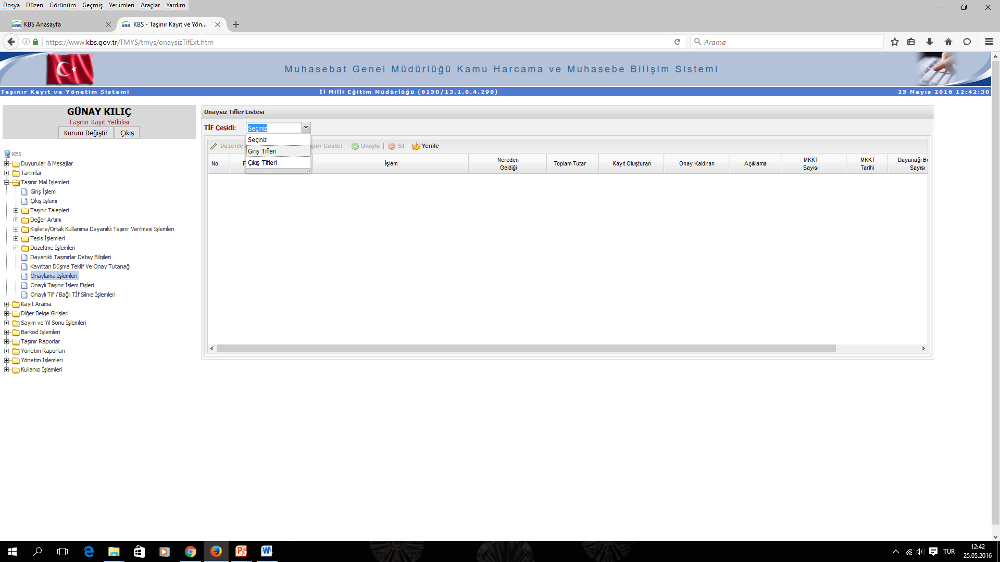 Dosya Düzen Görünüm Geçmiş Yer imleri Araçlar Yardım
KBS Anasayfa
KBS - Taşınır Kayıt ve Yön...
https://www.kbs.gov.tr/TMYS/tmys/onaysizTifExt.htm
Arama
Muhasebat Genel Müdürlüğü Kamu Harcama ve Muhasebe Bilişim Sistemi
Taşınır Kayıt ve Yönetim Sistemi
İl Milli Eğitim Müdürlüğü (6150/13.1.0.4.290)
25 Mayıs 2016 12:42:30
GÜNAY KILIÇ
Taşınır Kayıt Yetkilisi
Kurum Değiştir Çıkış
KBS
Duyurular & Mesajlar
Tanımlar
Taşınır Mal İşlemleri
Giriş İşlemi
Çıkış İşlemi
Taşınır Talepleri
Değer Artımı
Kişilere/Ortak Kullanıma Dayanıklı Taşınır Verilmesi İşlemleri
Tesis İşlemleri
Düzeltme İşlemleri
Dayanıklı Taşınırlar Detay Bilgileri
Kayıttan Düşme Teklif Ve Onay Tutanağı
Onaylama İşlemleri
Onaylı Taşınır İşlem Fişleri
Onaylı Tif / Bağlı Tif Silme İşlemleri
Kayıt Arama
Diğer Belge Girişleri
Sayım ve Yıl Sonu İşlemleri
Barkod İşlemleri
Taşınır Raporlar
Yönetim Raporları
Yönetim İşlemleri
Kullanıcı İşlemleri
Onaysız Tifler Listesi
TİF Çeşidi: Seçiniz
Seçiniz
Giriş Tifleri
Çıkış Tifleri
Düzenle por Göster Onayla Sil Yenile
No F İşlem Nereden Geldiği Toplam Tutar Kayıt Oluşturan Onay Kaldıran Açıklama MKKT Sayısı MKKT Tarihi Dayanağı Be Sayısı
TUR
12:42
25.05.2016